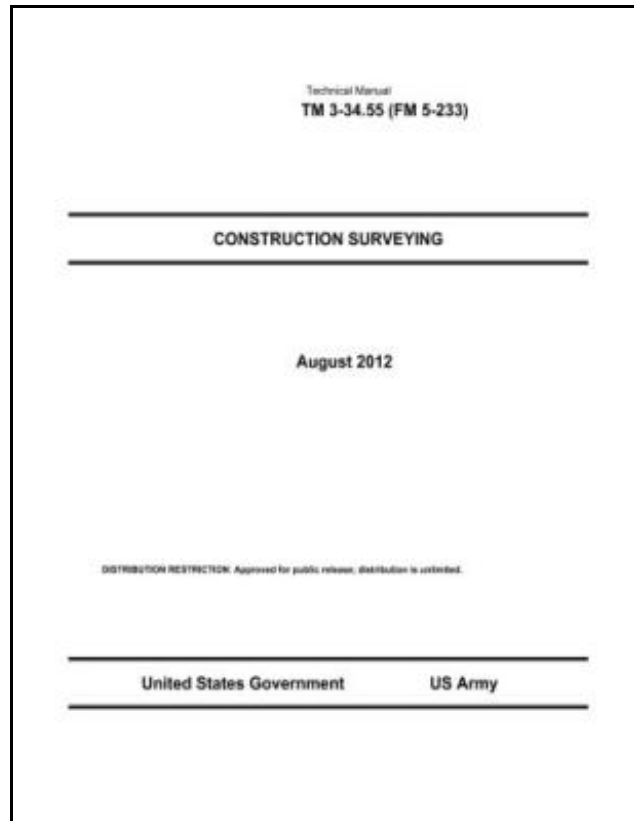 Technical Manual
TM 3-34.55 (FM 5-233)
CONSTRUCTION SURVEYING
August 2012
DISTRIBUTION RESTRICTION: Approved for public release; distribution is unlimited.
United States Government US Army